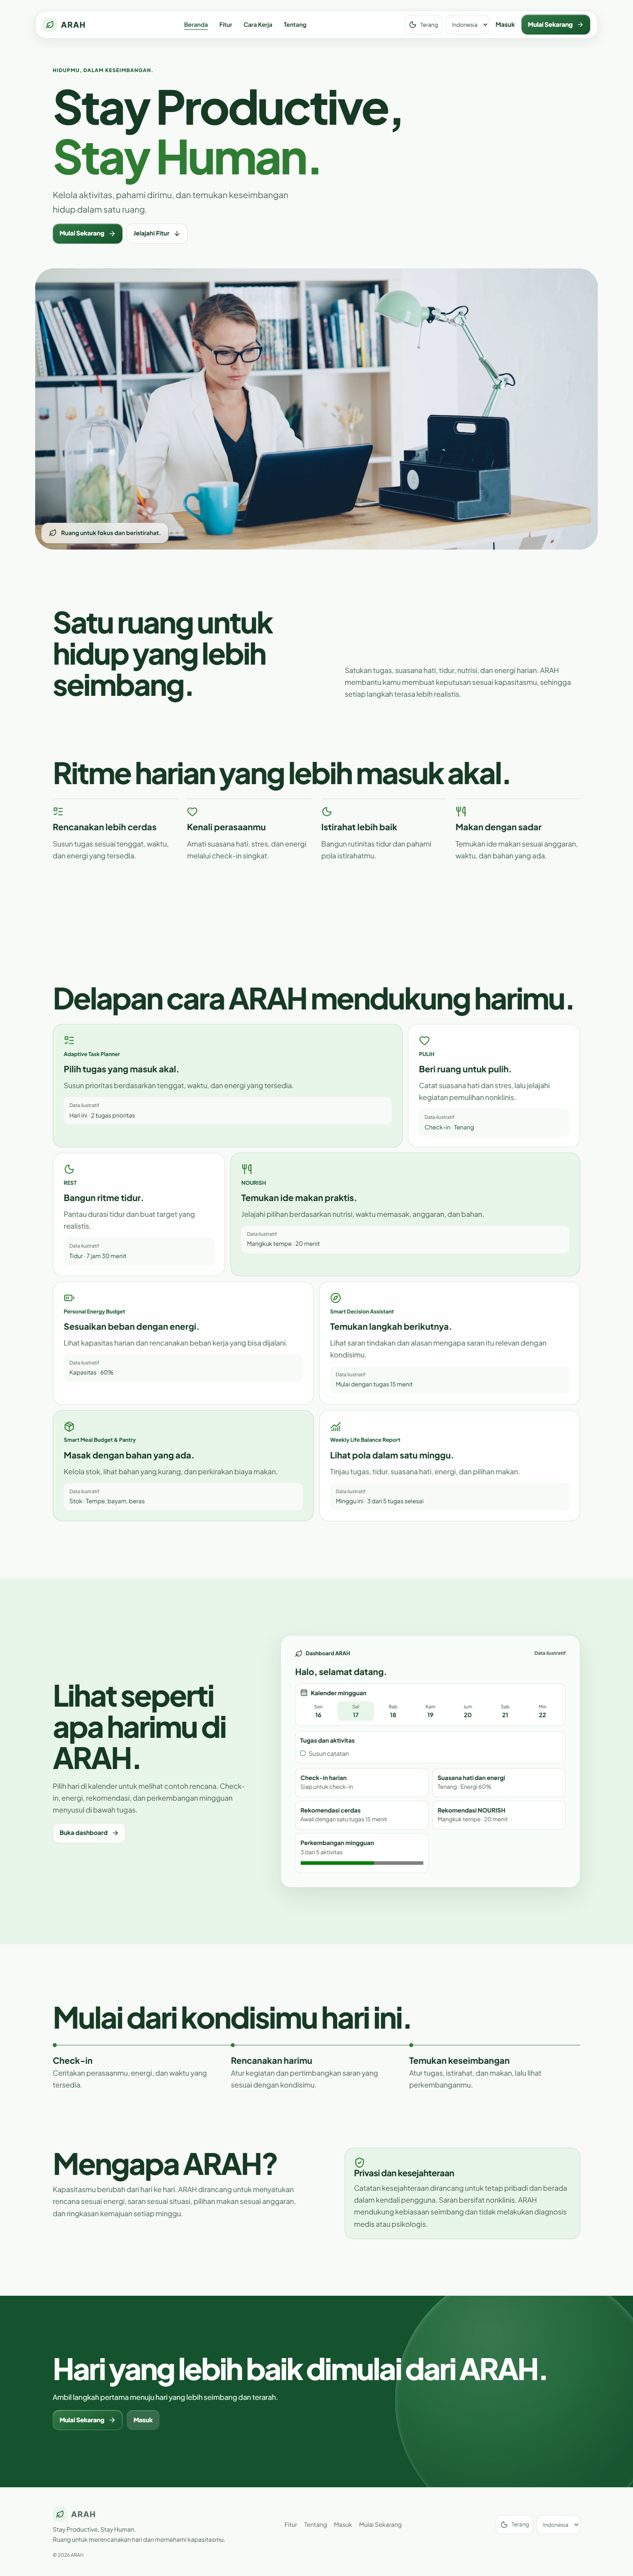 ARAH
Beranda Fitur Cara Kerja Tentang
Terang Indonesia Masuk Mulai Sekarang
HIDUPMU, DALAM KESEIMBANGAN.
Stay Productive,
Stay Human.
Kelola aktivitas, pahami dirimu, dan temukan keseimbangan
hidup dalam satu ruang.
Mulai Sekarang Jelajahi Fitur
Ruang untuk fokus dan beristirahat.
Satu ruang untuk
hidup yang lebih
seimbang.
Satukan tugas, suasana hati, tidur, nutrisi, dan energi harian. ARAH
membantu kamu membuat keputusan sesuai kapasitasmu, sehingga
setiap langkah terasa lebih realistis.
Ritme harian yang lebih masuk akal.
Rencanakan lebih cerdas
Susun tugas sesuai tenggat, waktu,
dan energi yang tersedia.
Kenali perasaanmu
Amati suasana hati, stres, dan energi
melalui check-in singkat.
Istirahat lebih baik
Bangun rutinitas tidur dan pahami
pola istirahatmu.
Makan dengan sadar
Temukan ide makan sesuai anggaran,
waktu, dan bahan yang ada.
Delapan cara ARAH mendukung harimu.
Adaptive Task Planner
Pilih tugas yang masuk akal.
Susun prioritas berdasarkan tenggat, waktu, dan energi yang tersedia.
Data ilustratif
Hari ini · 2 tugas prioritas
PULIH
Beri ruang untuk pulih.
Catat suasana hati dan stres, lalu jelajahi
kegiatan pemulihan nonklinis.
Data ilustratif
Check-in · Tenang
REST
Bangun ritme tidur.
Pantau durasi tidur dan buat target yang
realistis.
Data ilustratif
Tidur · 7 jam 30 menit
NOURISH
Temukan ide makan praktis.
Jelajahi pilihan berdasarkan nutrisi, waktu memasak, anggaran, dan bahan.
Data ilustratif
Mangkuk tempe · 20 menit
Personal Energy Budget
Sesuaikan beban dengan energi.
Lihat kapasitas harian dan rencanakan beban kerja yang bisa dijalani.
Data ilustratif
Kapasitas · 60%
Smart Decision Assistant
Temukan langkah berikutnya.
Lihat saran tindakan dan alasan mengapa saran itu relevan dengan
kondisimu.
Data ilustratif
Mulai dengan tugas 15 menit
Smart Meal Budget & Pantry
Masak dengan bahan yang ada.
Kelola stok, lihat bahan yang kurang, dan perkirakan biaya makan.
Data ilustratif
Stok · Tempe, bayam, beras
Weekly Life Balance Report
Lihat pola dalam satu minggu.
Tinjau tugas, tidur, suasana hati, energi, dan pilihan makan.
Data ilustratif
Minggu ini · 3 dari 5 tugas selesai
Lihat seperti
apa harimu di
ARAH.
Pilih hari di kalender untuk melihat contoh rencana. Check-
in, energi, rekomendasi, dan perkembangan mingguan
menyusul di bawah tugas.
Buka dashboard
Dashboard ARAH Data ilustratif
Halo, selamat datang.
Kalender mingguan
Sen Sel Rab Kam Jum Sab Min
16 17 18 19 20 21 22
Tugas dan aktivitas
Susun catatan
Check-in harian
Siap untuk check-in
Suasana hati dan energi
Tenang · Energi 60%
Rekomendasi cerdas
Awali dengan satu tugas 15 menit
Rekomendasi NOURISH
Mangkuk tempe · 20 menit
Perkembangan mingguan
3 dari 5 aktivitas
Mulai dari kondisimu hari ini.
Check-in
Ceritakan perasaanmu, energi, dan waktu yang
tersedia.
Rencanakan harimu
Atur kegiatan dan pertimbangkan saran yang
sesuai dengan kondisimu.
Temukan keseimbangan
Atur tugas, istirahat, dan makan, lalu lihat
perkembanganmu.
Mengapa ARAH?
Kapasitasmu berubah dari hari ke hari. ARAH dirancang untuk menyatukan
rencana sesuai energi, saran sesuai situasi, pilihan makan sesuai anggaran,
dan ringkasan kemajuan setiap minggu.
Privasi dan kesejahteraan
Catatan kesejahteraan dirancang untuk tetap pribadi dan berada
dalam kendali pengguna. Saran bersifat nonklinis. ARAH
mendukung kebiasaan seimbang dan tidak melakukan diagnosis
medis atau psikologis.
Hari yang lebih baik dimulai dari ARAH.
Ambil langkah pertama menuju hari yang lebih seimbang dan terarah.
Mulai Sekarang Masuk
ARAH
Stay Productive, Stay Human.
Ruang untuk merencanakan hari dan memahami kapasitasmu.
© 2026 ARAH
Fitur Tentang Masuk Mulai Sekarang
Terang Indonesia